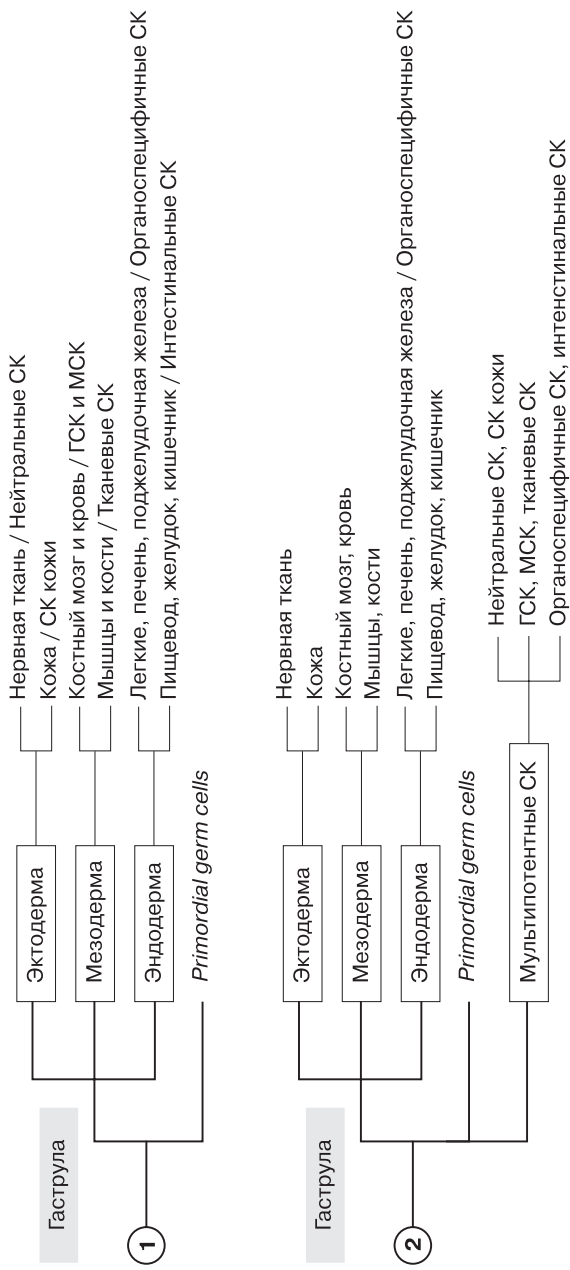 Гаструла
1
Эктодерма
Нервная ткань / Нейтральные СК
Кожа / СК кожи
Мезодерма
Костный мозг и кровь / ГСК и МСК
Мышцы и кости / Тканевые СК
Эндодерма
Легкие, печень, поджелудочная железа / Органоспецифичные СК
Пищевод, желудок, кишечник / Интестинальные СК
Primordial germ cells
Гаструла
2
Эктодерма
Нервная ткань
Кожа
Мезодерма
Костный мозг, кровь
Мышцы, кости
Эндодерма
Легкие, печень, поджелудочная железа / Органоспецифичные СК
Пищевод, желудок, кишечник
Primordial germ cells
Мультипотентные СК
Нейтральные СК, СК кожи
ГСК, МСК, тканевые СК
Органоспецифичные СК, интенстинальные СК